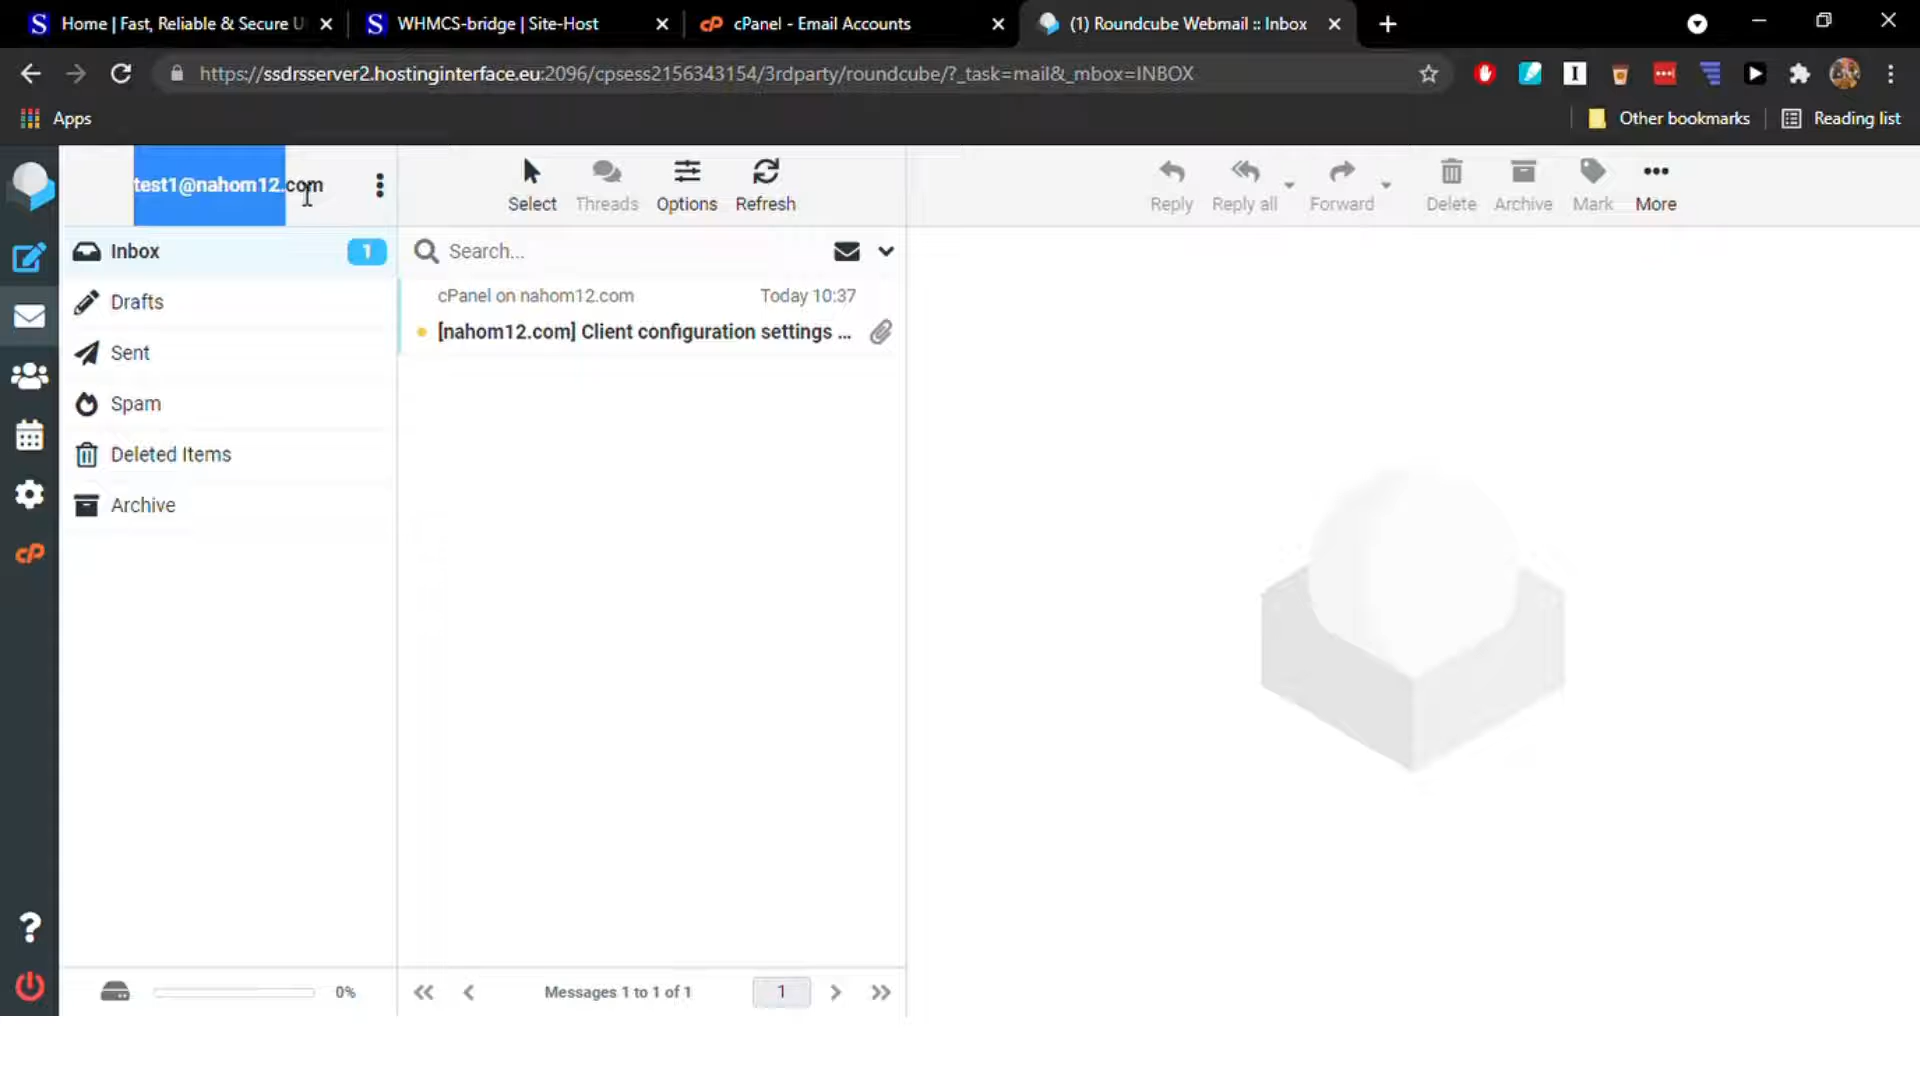 Home | Fast, Reliable & Secure U
WHMCS-bridge | Site-Host
cPanel - Email Accounts
(1) Roundcube Webmail :: Inbox
https://ssdrsserver2.hostinginterface.eu:2096/cpsess2156343154/3rdparty/roundcube/?_task=mail&_mbox=INBOX
Apps
Other bookmarks
Reading list
test1@nahom12.com
Select
Threads
Options
Refresh
Reply
Reply all
Forward
Delete
Archive
Mark
More
Inbox
1
Drafts
Sent
Spam
Deleted Items
Archive
Search...
cPanel on nahom12.com
Today 10:37
[nahom12.com] Client configuration settings ...
0%
Messages 1 to 1 of 1
1